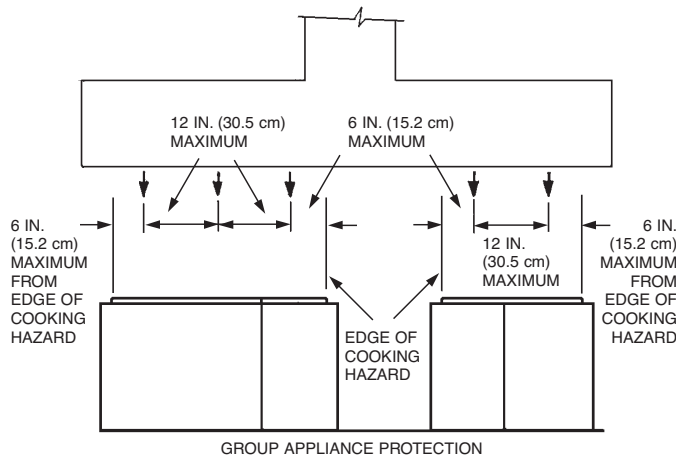 12 IN. (30.5 cm)
MAXIMUM
6 IN. (15.2 cm)
MAXIMUM
6 IN.
(15.2 cm)
MAXIMUM
FROM
EDGE OF
COOKING
HAZARD
EDGE OF
COOKING
HAZARD
12 IN.
(30.5 cm)
MAXIMUM
6 IN.
(15.2 cm)
MAXIMUM
FROM
EDGE OF
COOKING
HAZARD
GROUP APPLIANCE PROTECTION